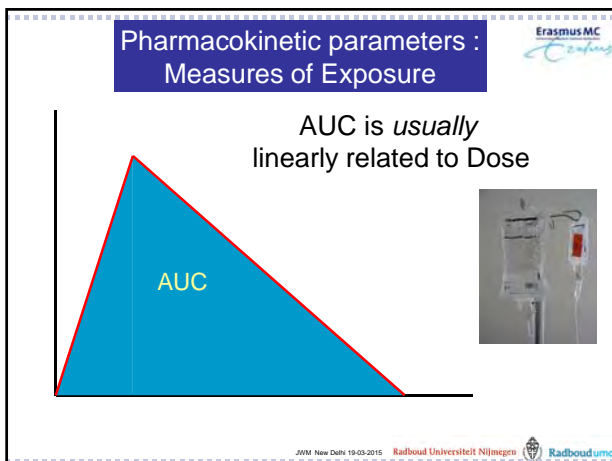 Pharmacokinetic parameters :
Measures of Exposure
Erasmus MC
Erasmus
AUC is usually
linearly related to Dose
AUC
JWM New Delhi 19-03-2015 Radboud Universiteit Nijmegen Radboudumc